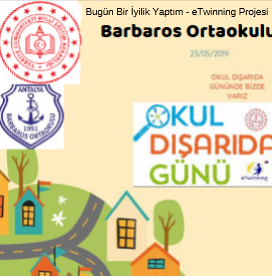 Bugün Bir İyilik Yaptım - eTwinning Projesi
Barbaros Ortaokulu
23/05/2019
OKUL DIŞARIDA
GÜNÜNDE BİZDE
VARIZ
ANTALYA
1951
BARBAROS ORTAOKULU
OKUL
DIŞARIDA
GÜNÜ
eTwinning